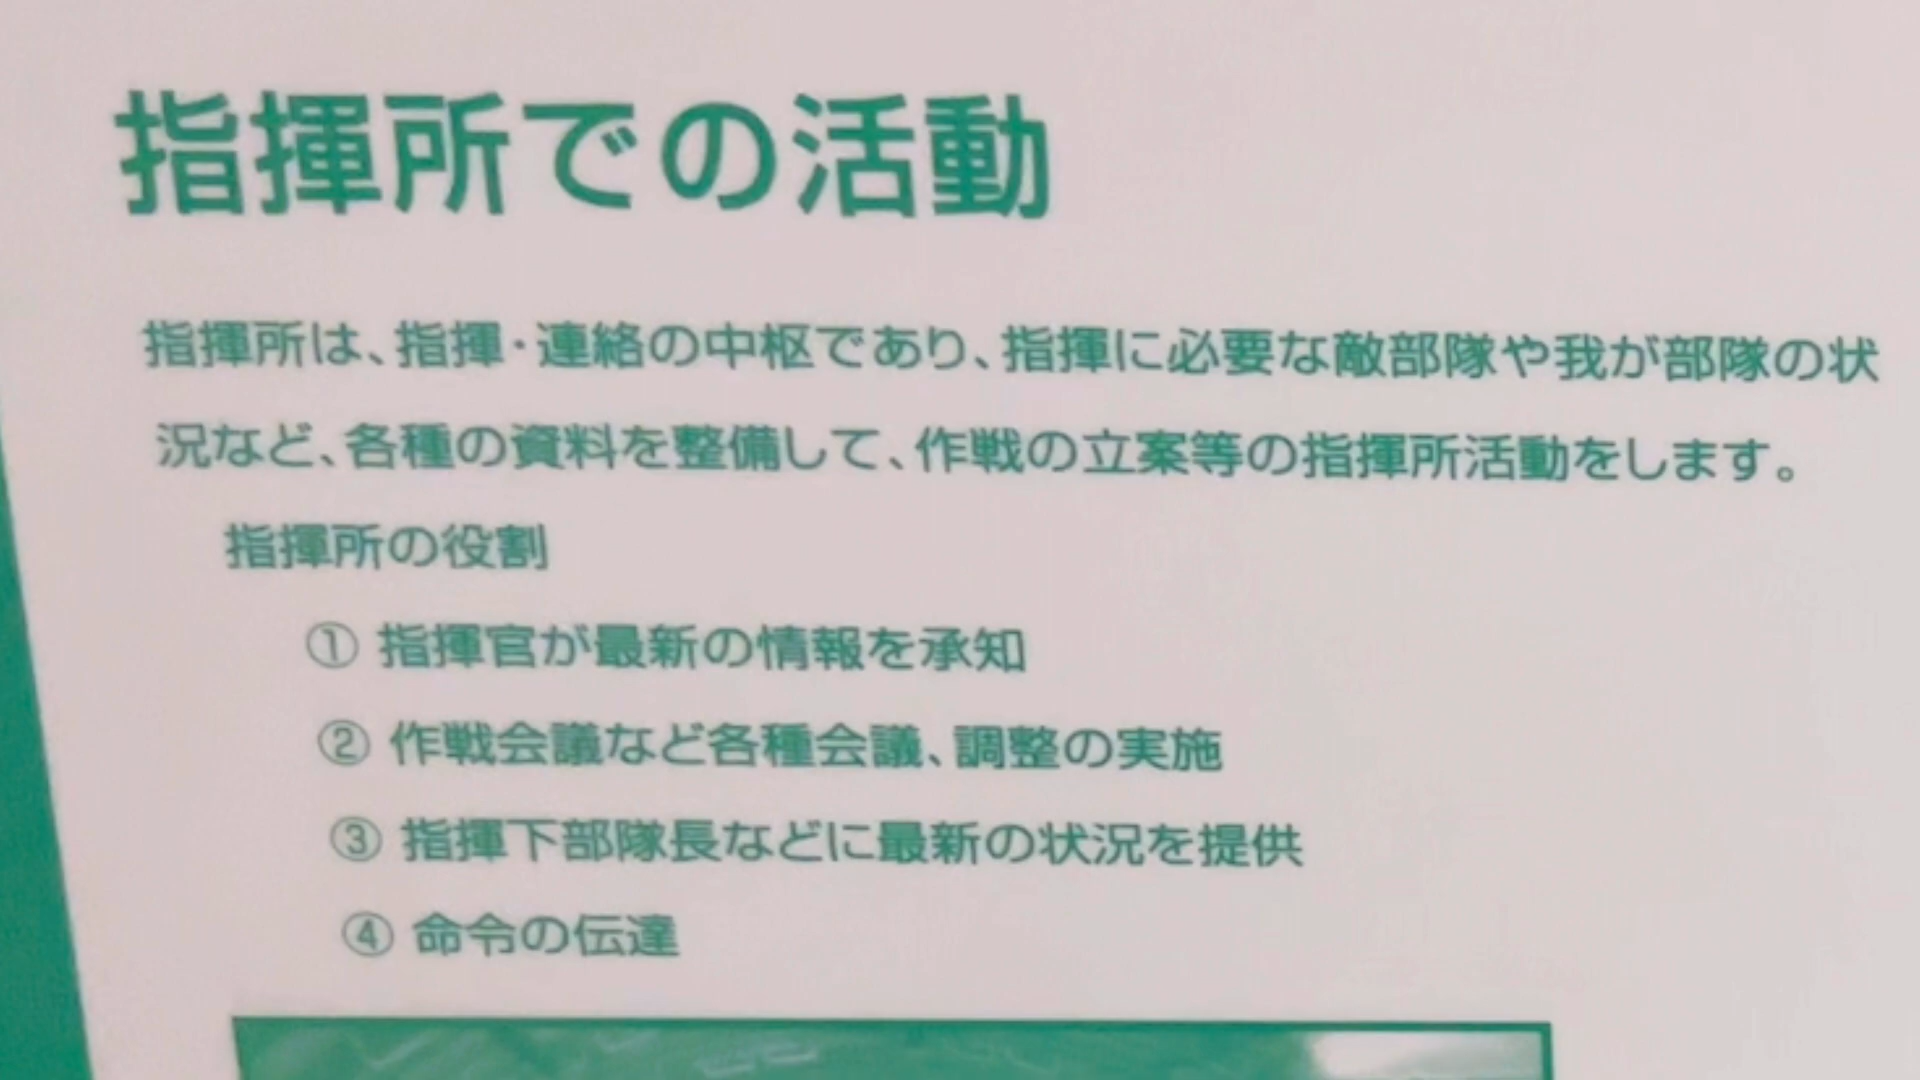 指揮所での活動
指揮所は、指揮・連絡の中枢であり、指揮に必要な敵部隊や我が部隊の状
況など、各種の資料を整備して、作戦の立案等の指揮所活動をします。
指揮所の役割
① 指揮官が最新の情報を承知
② 作戦会議など各種会議、調整の実施
③ 指揮下部隊長などに最新の状況を提供
④ 命令の伝達